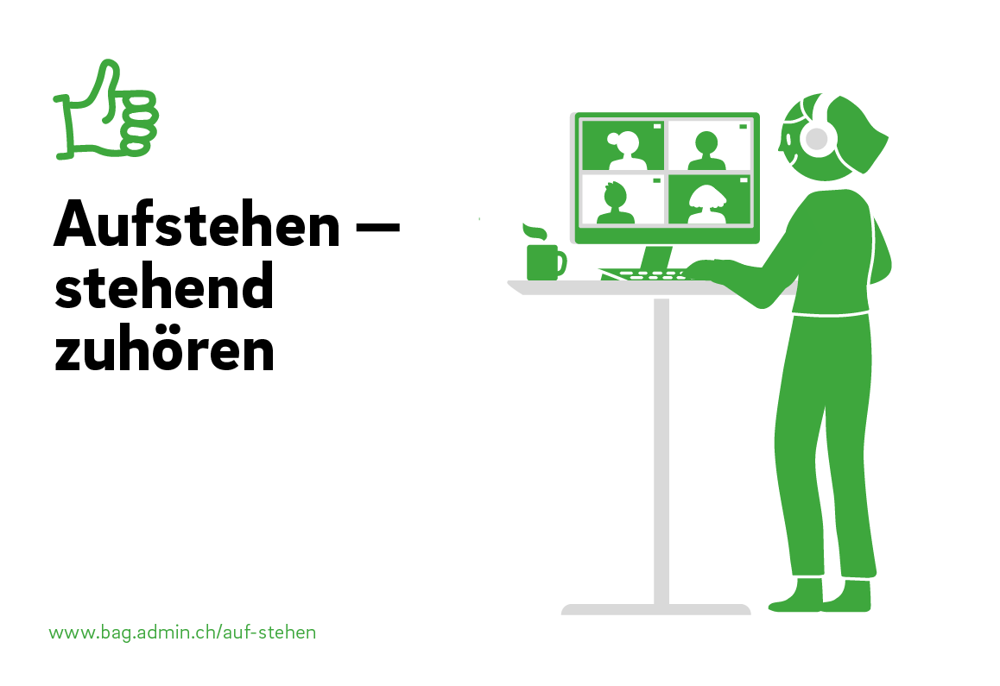 Aufstehen –
stehend
zuhören
www.bag.admin.ch/auf-stehen